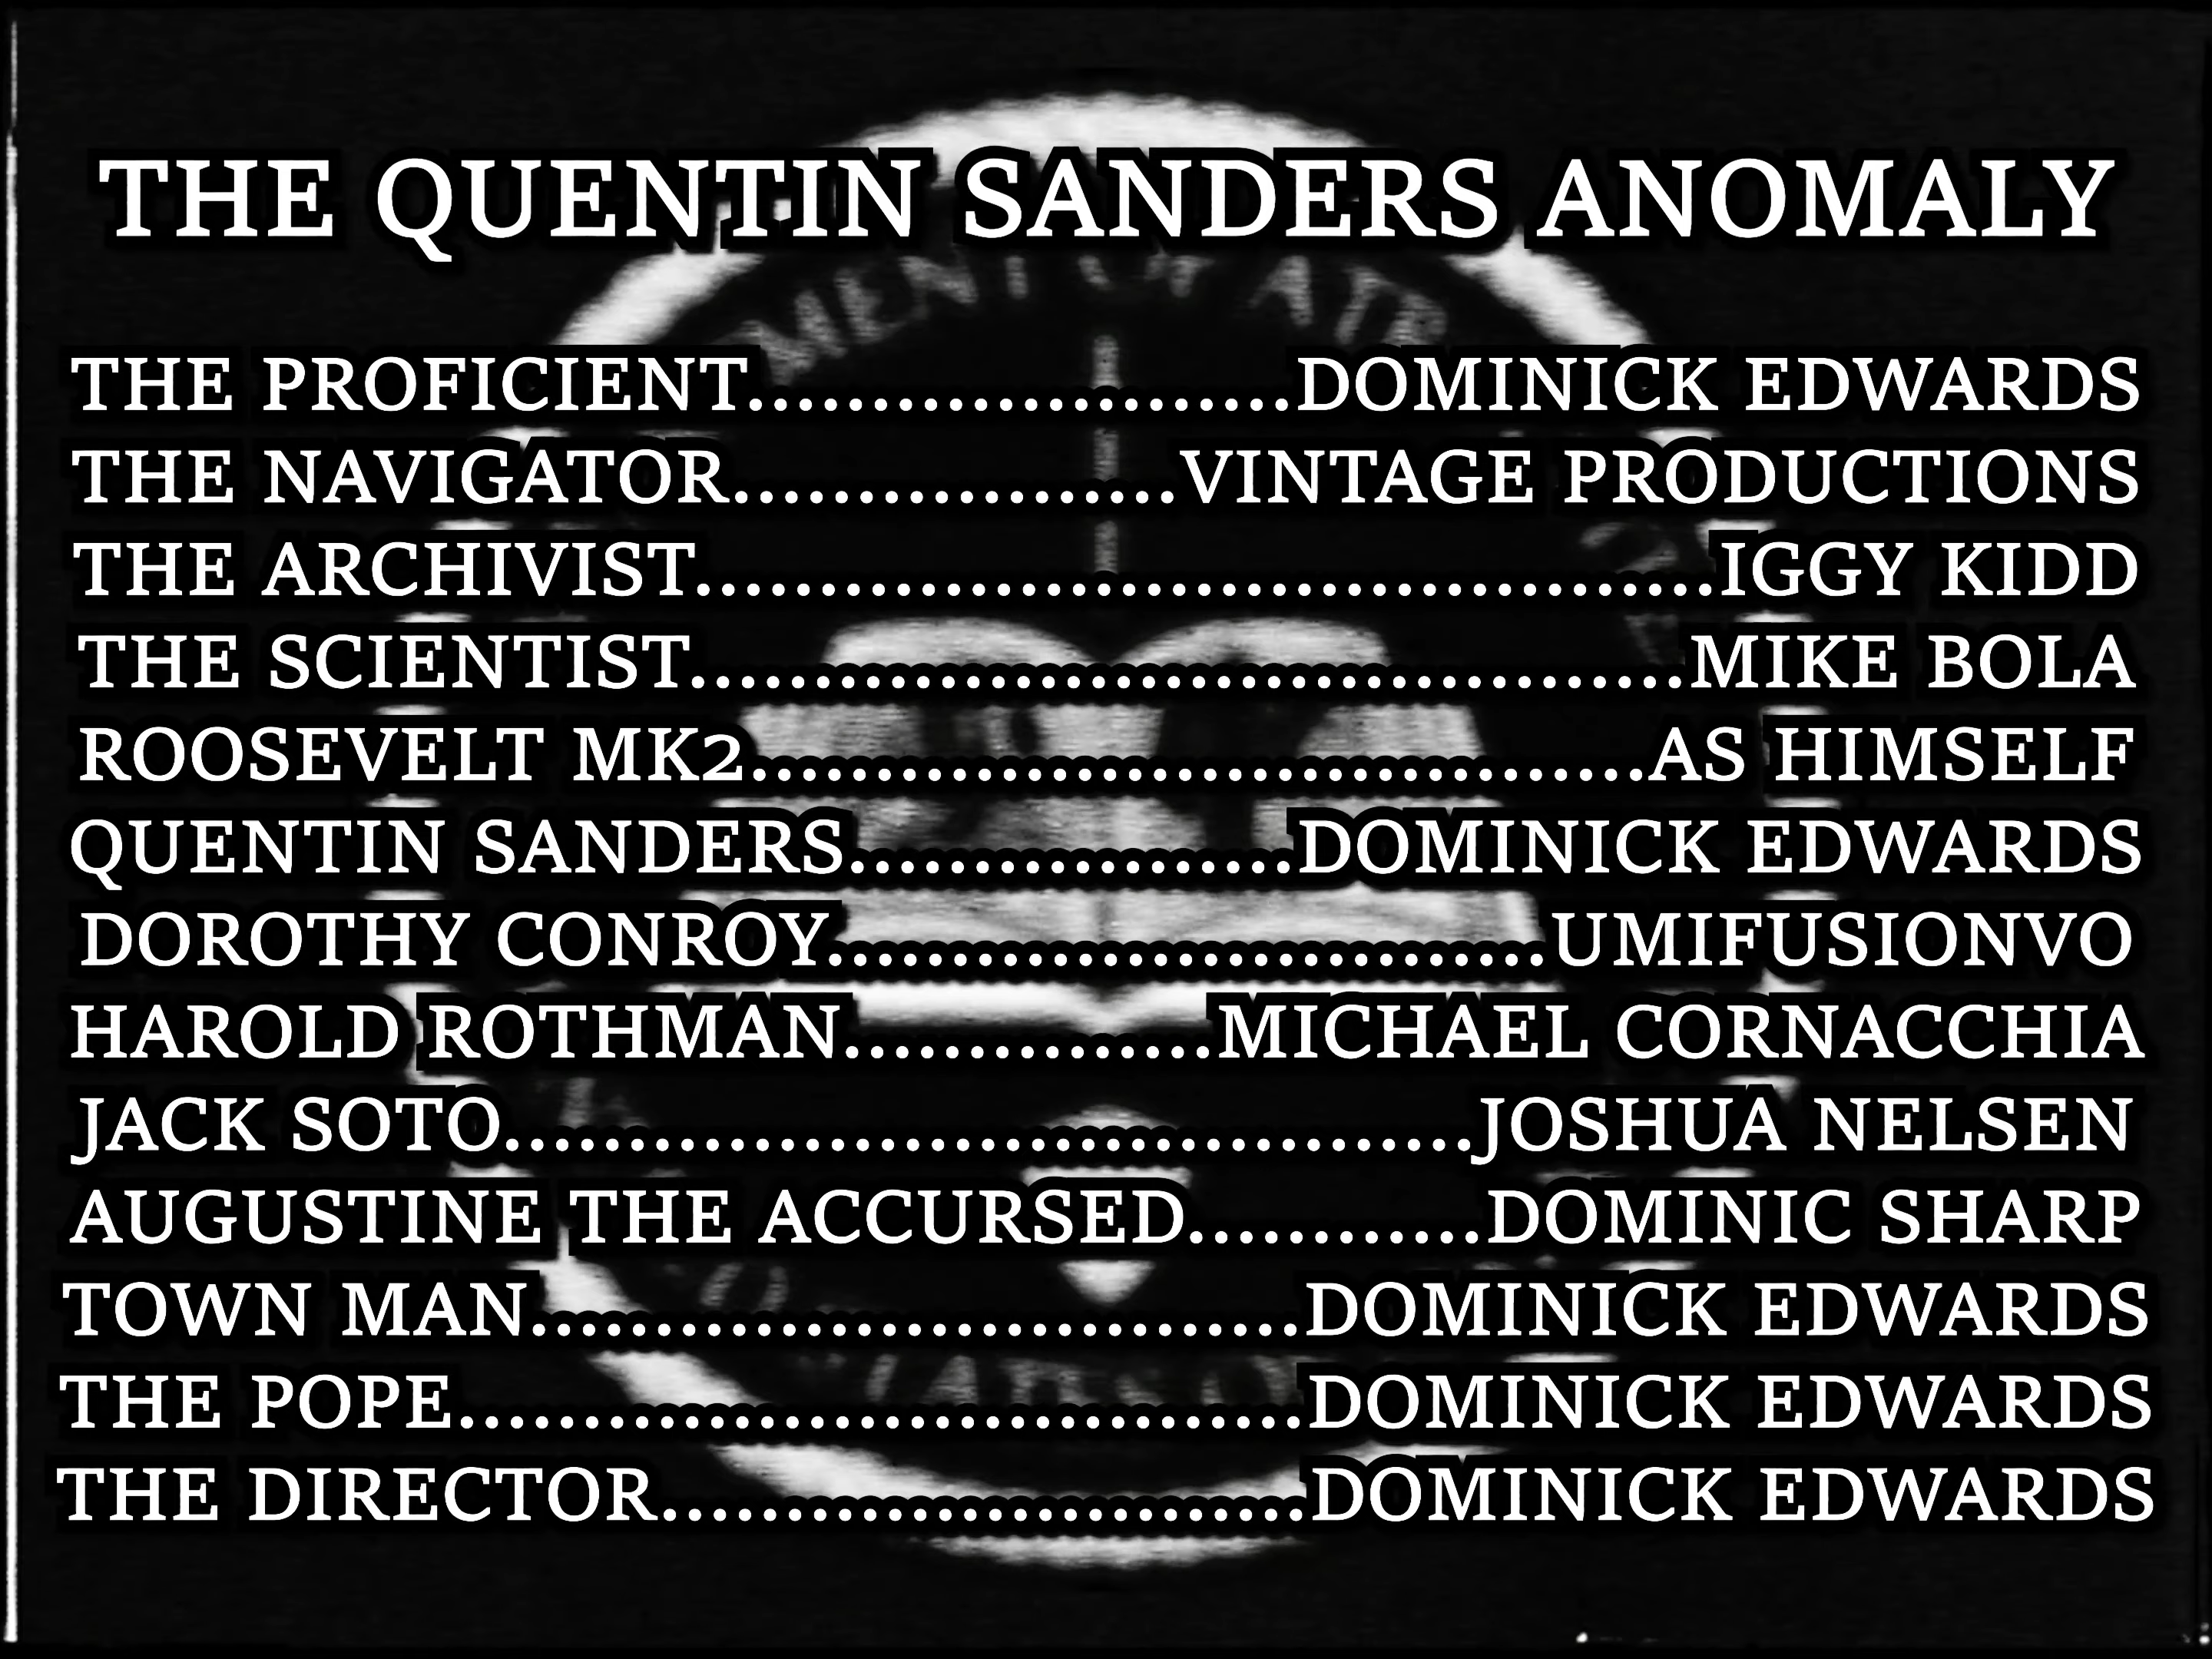 THE QUENTIN SANDERS ANOMALY
THE PROFICIENT......................DOMINICK EDWARDS
THE NAVIGATOR..................VINTAGE PRODUCTIONS
THE ARCHIVIST.........................................IGGY KIDD
THE SCIENTIST........................................MIKE BOLA
ROOSEVELT MK2....................................AS HIMSELF
QUENTIN SANDERS..................DOMINICK EDWARDS
DOROTHY CONROY.............................UMIFUSIONVO
HAROLD ROTHMAN...............MICHAEL CORNACCHIA
JACK SOTO.......................................JOSHUA NELSEN
AUGUSTINE THE ACCURSED............DOMINIC SHARP
TOWN MAN...............................DOMINICK EDWARDS
THE POPE..................................DOMINICK EDWARDS
THE DIRECTOR..........................DOMINICK EDWARDS